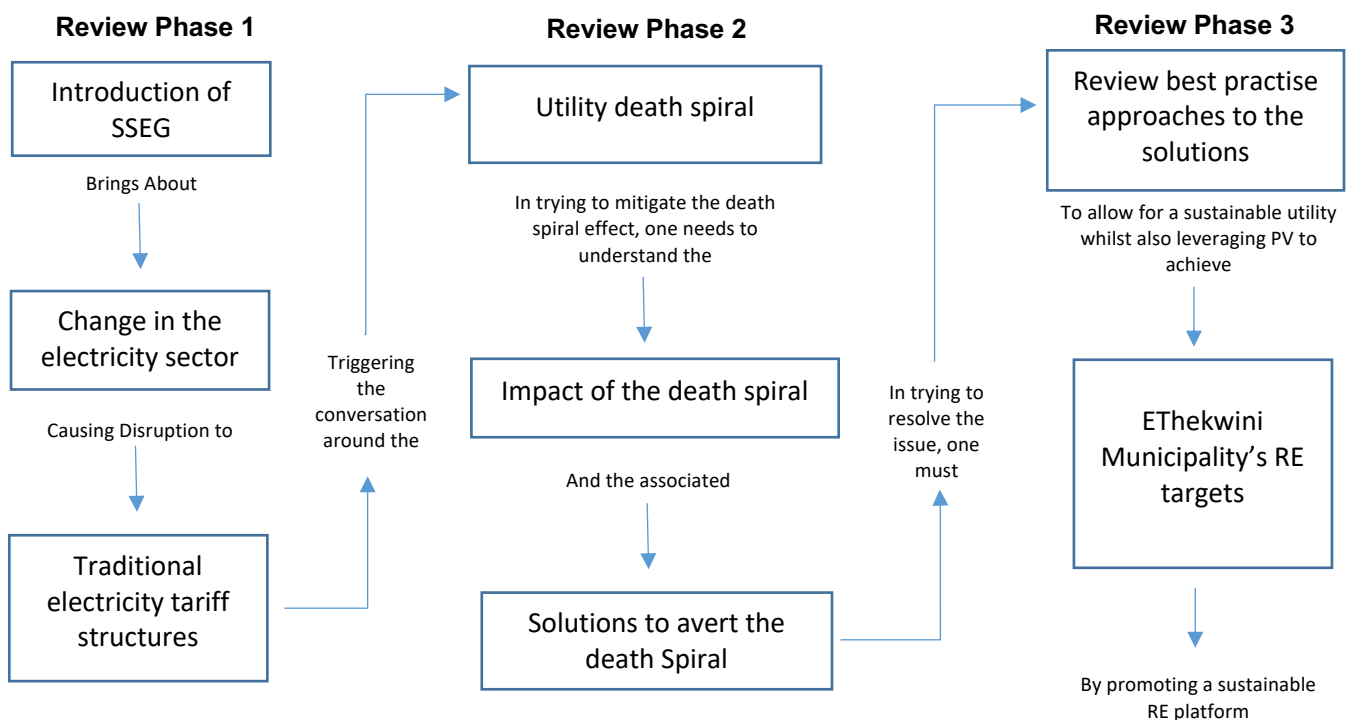 Review Phase 1
Introduction of
SSEG
Brings About
Change in the
electricity sector
Causing Disruption to
Traditional
electricity tariff
structures
Triggering
the
conversation
around the
Review Phase 2
Utility death spiral
In trying to mitigate the death
spiral effect, one needs to
understand the
Impact of the death spiral
And the associated
Solutions to avert the
death Spiral
In trying to
resolve the
issue, one
must
Review Phase 3
Review best practise
approaches to the
solutions
To allow for a sustainable utility
whilst also leveraging PV to
achieve
EThekwini
Municipality’s RE
targets
By promoting a sustainable
RE platform